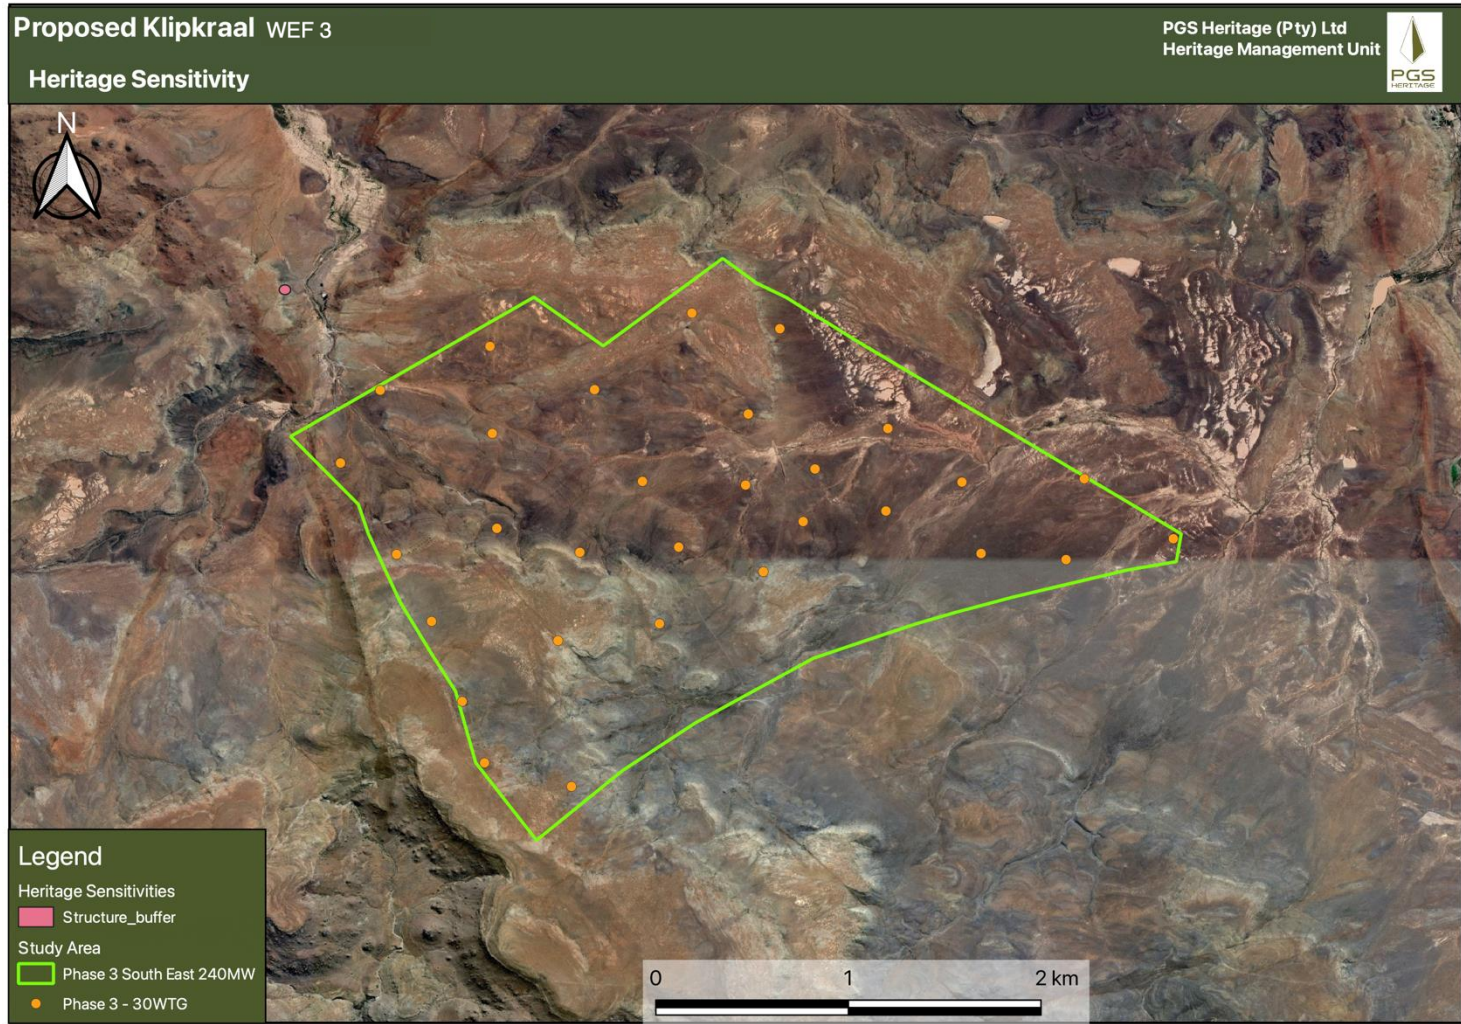 Proposed Klipkraal WEF 3
Heritage Sensitivity
PGS Heritage (Pty) Ltd
Heritage Management Unit
PGS
HERITAGE
N
Legend
Heritage Sensitivities
Structure_buffer
Study Area
Phase 3 South East 240MW
Phase 3 - 30WTG
0 1 2 km